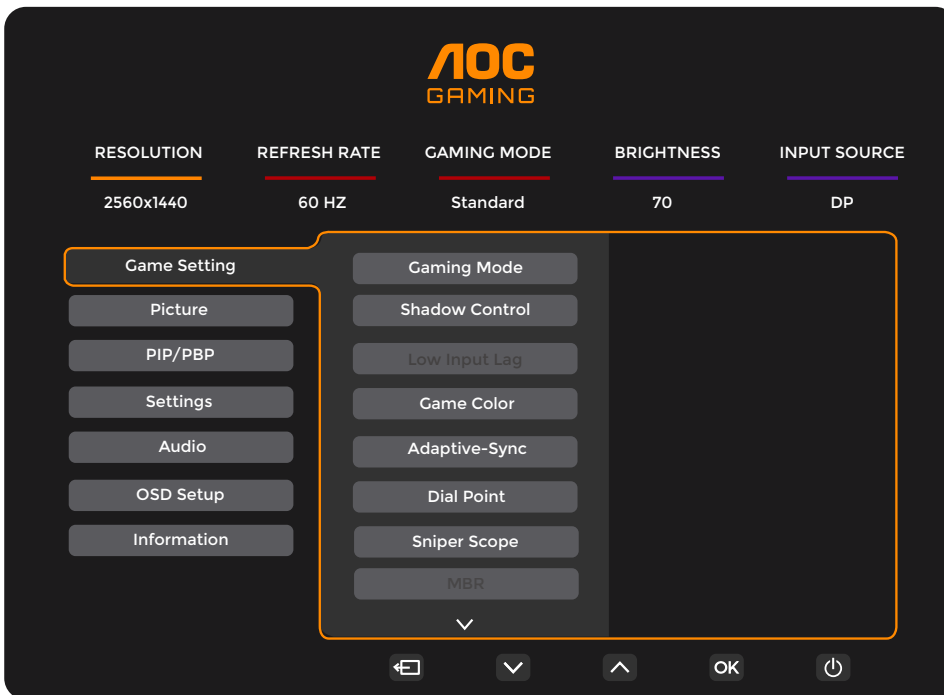 AOC
GAMING
RESOLUTION REFRESH RATE GAMING MODE BRIGHTNESS INPUT SOURCE
2560x1440 60 HZ Standard 70 DP
Game Setting
Picture
PIP/PBP
Settings
Audio
OSD Setup
Information
Gaming Mode
Shadow Control
Low Input Lag
Game Color
Adaptive-Sync
Dial Point
Sniper Scope
MBR
OK